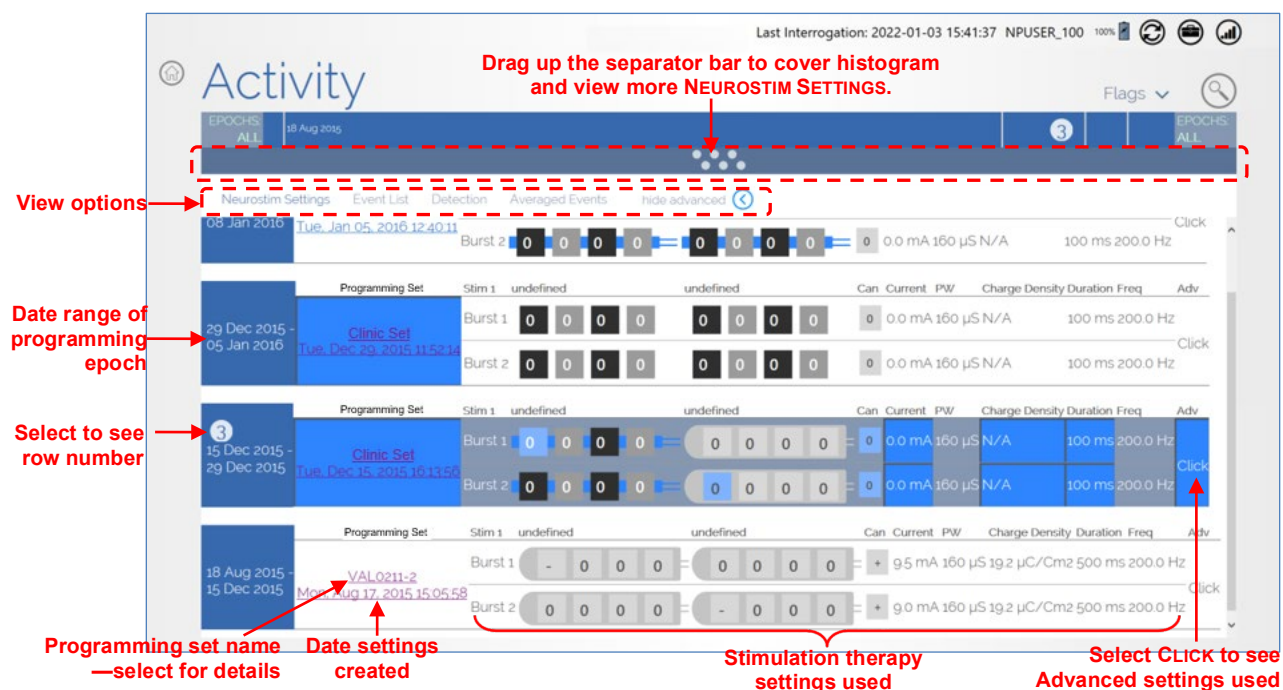 Last Interrogation: 2022-01-03 15:41:37 NPUSER_100 100%
Activity
Drag up the separator bar to cover histogram
and view more NEUROSTIM SETTINGS.
Flags
EPOCHS: ALL
18 Aug 2015
3
EPOCHS: ALL
View options
Neurostim Settings Event List Detection Averaged Events hide advanced
08 Jan 2016
Tue, Jan 05, 2016 12:40:11
Burst 2 0 0 0 0 0 0 0 0 0 0.0 mA 160 µS N/A 100 ms 200.0 Hz
Click
Programming Set Stim 1 undefined undefined Can Current PW Charge Density Duration Freq Adv
Date range of
programming
epoch
29 Dec 2015 -
05 Jan 2016
Clinic Set
Tue, Dec 29, 2015 11:52:14
Burst 1 0 0 0 0 0 0 0 0 0 0.0 mA 160 µS N/A 100 ms 200.0 Hz
Click
Burst 2 0 0 0 0 0 0 0 0 0 0.0 mA 160 µS N/A 100 ms 200.0 Hz
Programming Set Stim 1 undefined undefined Can Current PW Charge Density Duration Freq Adv
Select to see
row number
3
15 Dec 2015 -
29 Dec 2015
Clinic Set
Tue, Dec 15, 2015 16:13:56
Burst 1 0 0 0 0 0 0 0 0 0 0.0 mA 160 µS N/A 100 ms 200.0 Hz
Click
Burst 2 0 0 0 0 0 0 0 0 0 0.0 mA 160 µS N/A 100 ms 200.0 Hz
Programming Set Stim 1 undefined undefined Can Current PW Charge Density Duration Freq Adv
18 Aug 2015 -
15 Dec 2015
VAL0211-2
Mon, Aug 17, 2015 15:05:58
Burst 1 - 0 0 0 0 0 0 0 + 9.5 mA 160 µS 19.2 µC/Cm2 500 ms 200.0 Hz
Click
Burst 2 0 0 0 0 - 0 0 0 + 9.0 mA 160 µS 19.2 µC/Cm2 500 ms 200.0 Hz
Programming set name
—select for details
Date settings
created
Stimulation therapy
settings used
Select CLICK to see
Advanced settings used